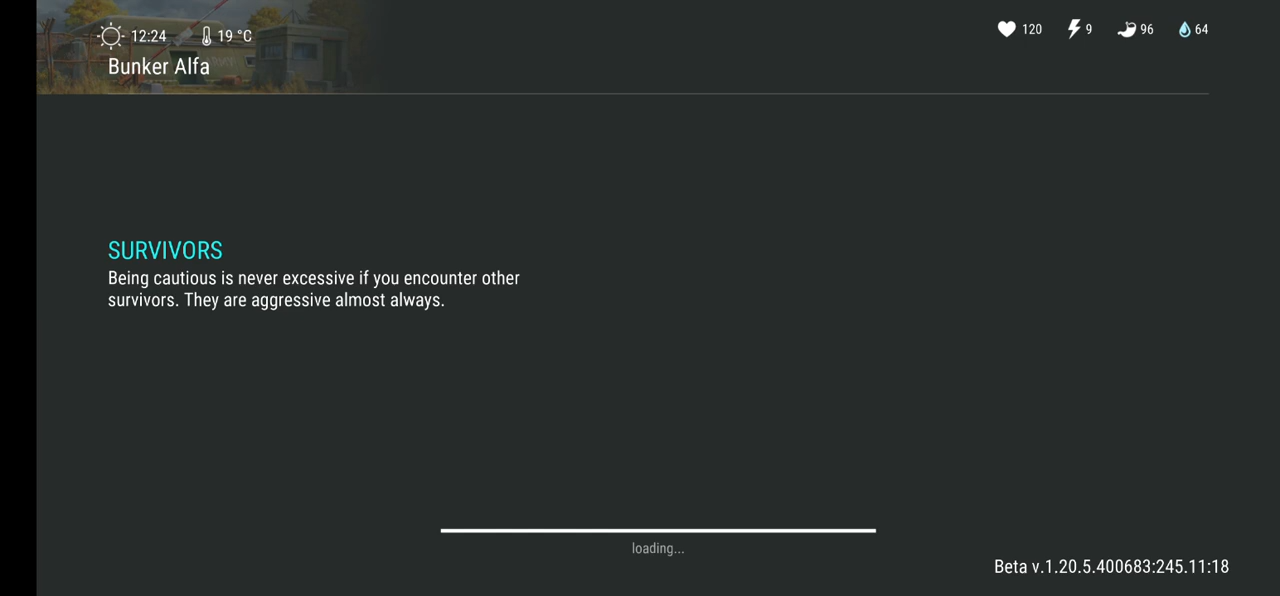 12:24 19 °C 120 9 96 64
Bunker Alfa
SURVIVORS
Being cautious is never excessive if you encounter other
survivors. They are aggressive almost always.
loading...
Beta v.1.20.5.400683:245.11:18